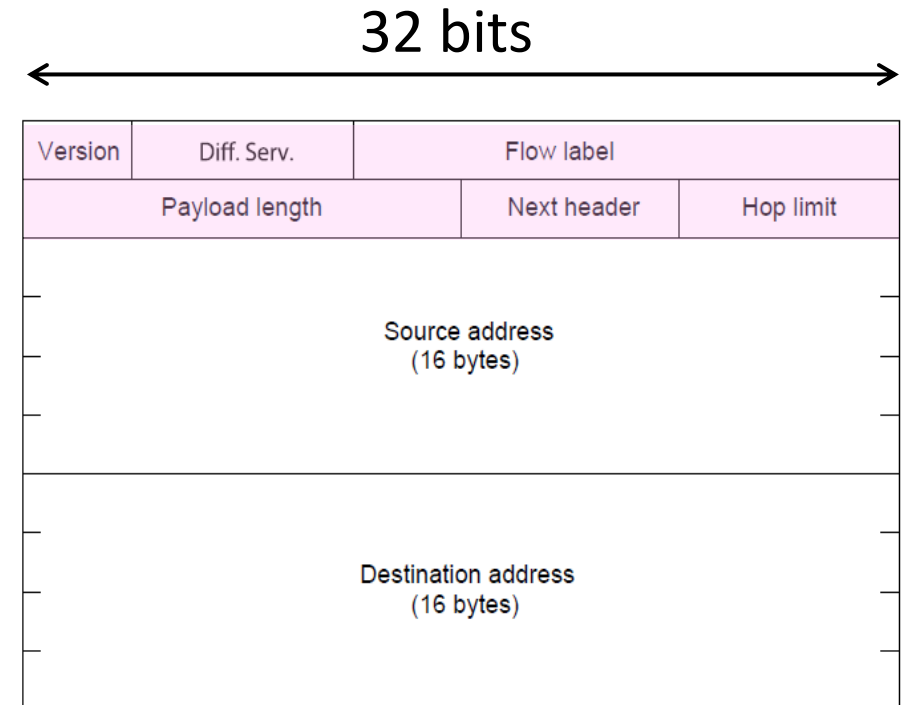 32 bits
Version Diff. Serv. Flow label
Payload length Next header Hop limit
Source address
(16 bytes)
Destination address
(16 bytes)